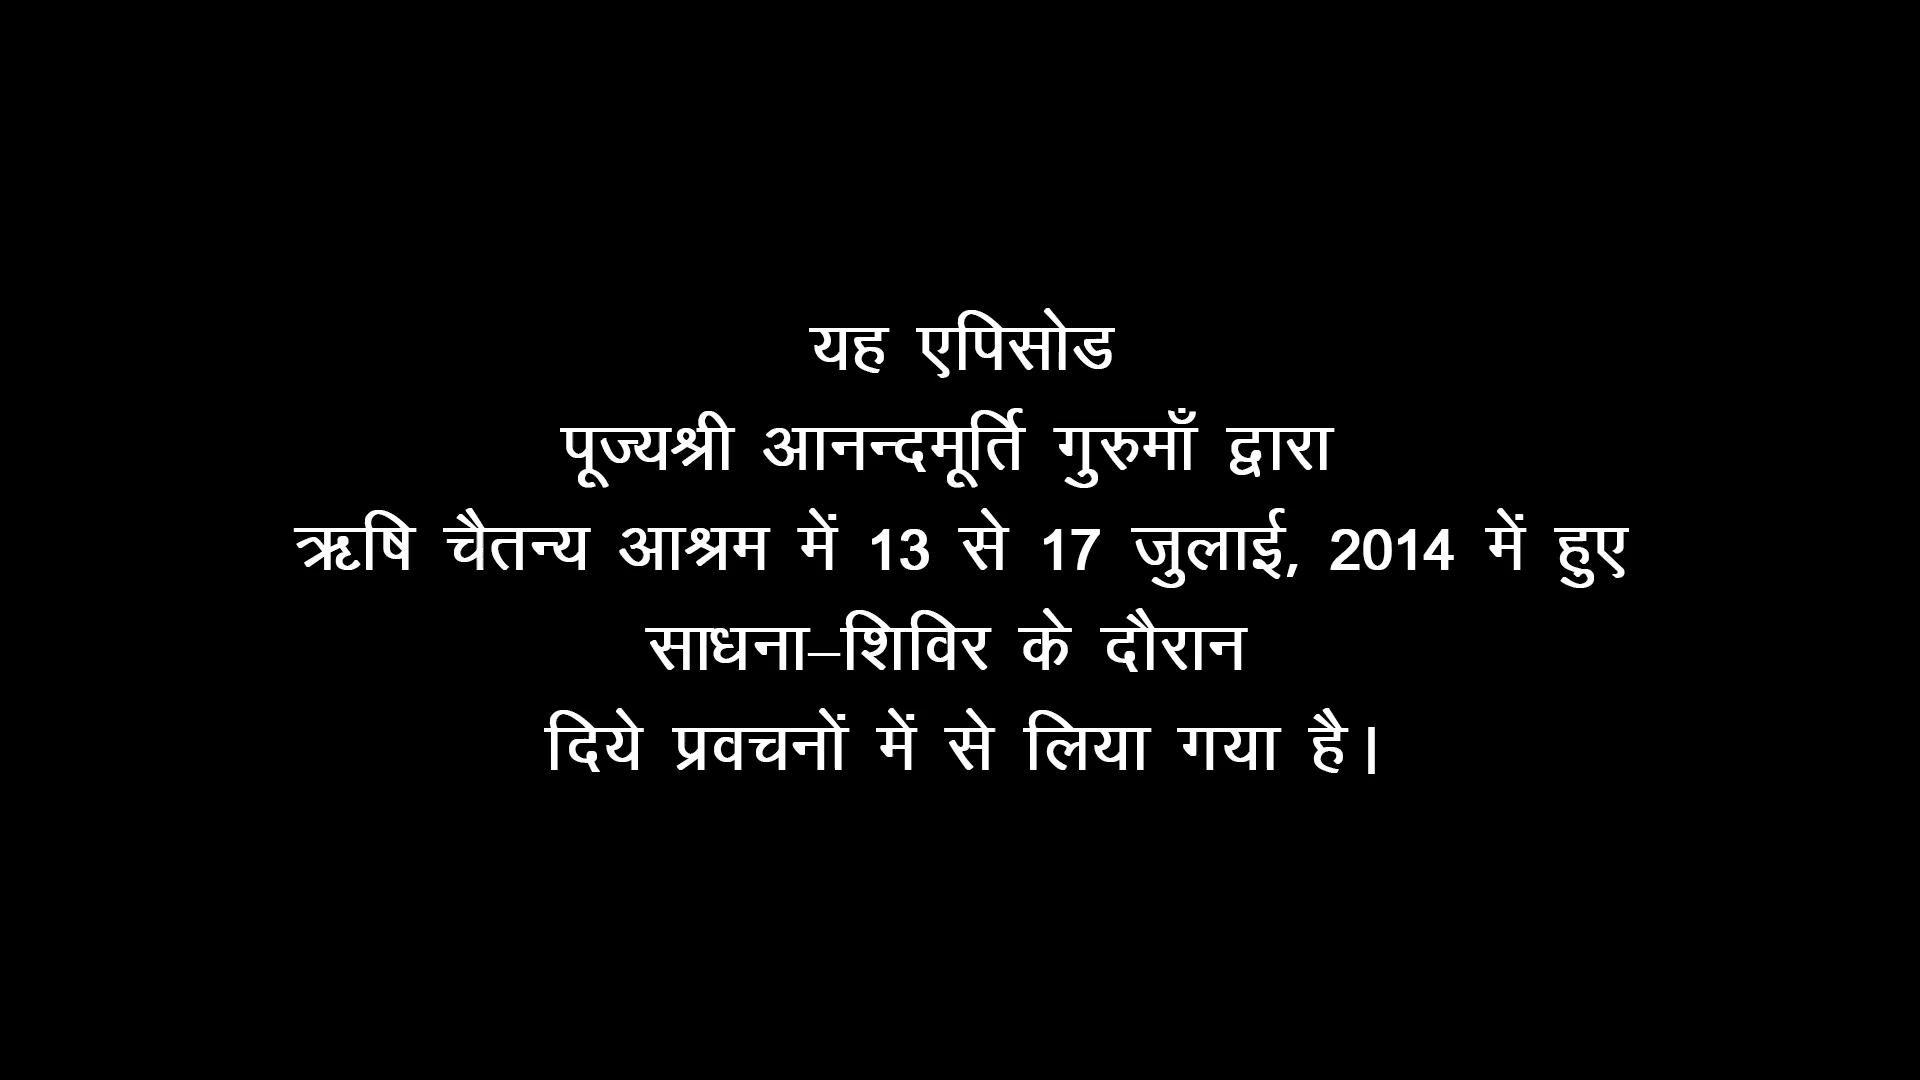 यह एपिसोड
पूज्यश्री आनन्दमूर्ति गुरुमाँ द्वारा
ऋषि चैतन्य आश्रम में 13 से 17 जुलाई, 2014 में हुए
साधना–शिविर के दौरान
दिये प्रवचनों में से लिया गया है।